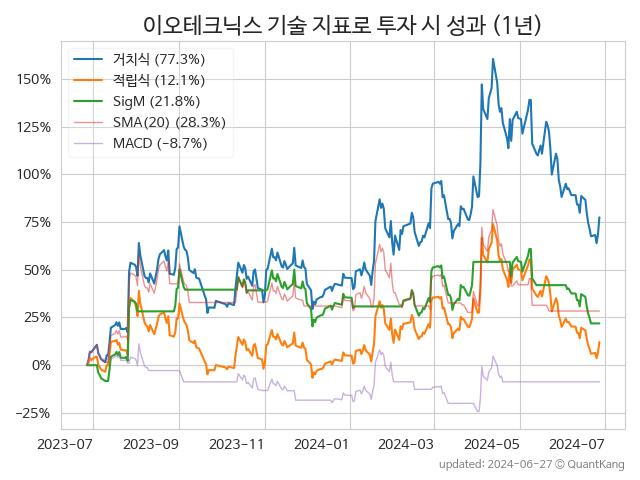 이오테크닉스 기술 지표로 투자 시 성과 (1년)
거치식 (77.3%)
적립식 (12.1%)
SigM (21.8%)
SMA(20) (28.3%)
MACD (−8.7%)
150%
125%
100%
75%
50%
25%
0%
−25%
2023-07 2023-09 2023-11 2024-01 2024-03 2024-05 2024-07
updated: 2024-06-27 ⓒ QuantKang